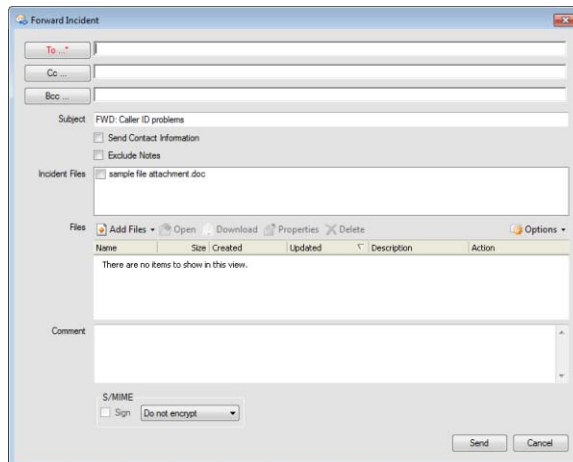 Forward Incident
To ...*
Cc ...
Bcc ...
Subject FWD: Caller ID problems
Send Contact Information
Exclude Notes
Incident Files sample file attachment.doc
Files Add Files Open Download Properties Delete Options
Name Size Created Updated Description Action
There are no items to show in this view.
Comment
S/MIME
Sign Do not encrypt
Send Cancel